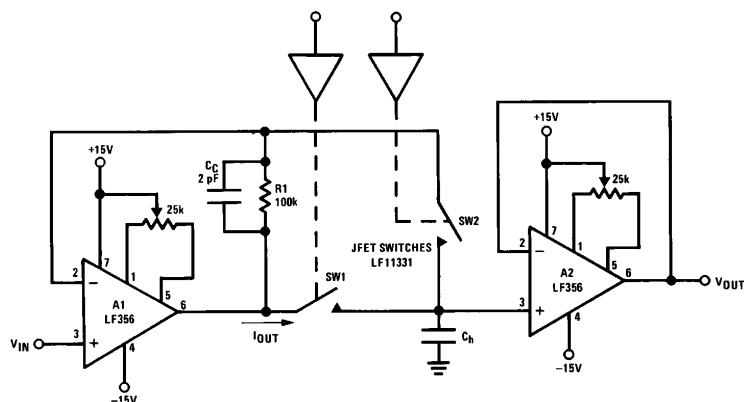 +15V
25k
7
1
5
2
−
A1
LF356
6
3
+
4
VIN
−15V
CC
2 pF
R1
100k
IOUT
SW1
SW2
JFET SWITCHES
LF11331
Ch
+15V
25k
7
1
5
2
−
A2
LF356
6
3
+
4
VOUT
−15V